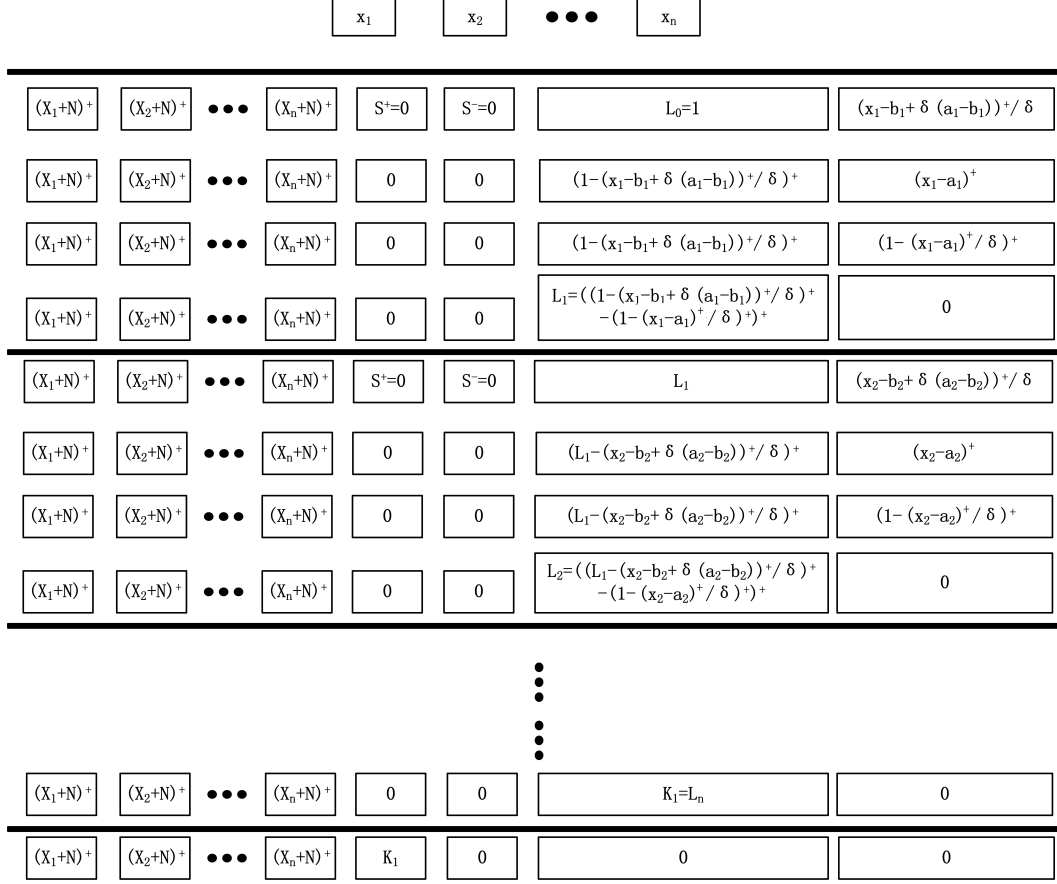 x₁ x₂ ●●● xₙ
(X₁+N)⁺ (X₂+N)⁺ ●●● (Xₙ+N)⁺ S⁺=0 S⁻=0 L₀=1 (x₁-b₁+δ(a₁-b₁))⁺/δ
(X₁+N)⁺ (X₂+N)⁺ ●●● (Xₙ+N)⁺ 0 0 (1-(x₁-b₁+δ(a₁-b₁))⁺/δ)⁺ (x₁-a₁)⁺
(X₁+N)⁺ (X₂+N)⁺ ●●● (Xₙ+N)⁺ 0 0 (1-(x₁-b₁+δ(a₁-b₁))⁺/δ)⁺ (1-(x₁-a₁)⁺/δ)⁺
(X₁+N)⁺ (X₂+N)⁺ ●●● (Xₙ+N)⁺ 0 0 L₁=((1-(x₁-b₁+δ(a₁-b₁))⁺/δ)⁺
-(1-(x₁-a₁)⁺/δ)⁺)⁺ 0
(X₁+N)⁺ (X₂+N)⁺ ●●● (Xₙ+N)⁺ S⁺=0 S⁻=0 L₁ (x₂-b₂+δ(a₂-b₂))⁺/δ
(X₁+N)⁺ (X₂+N)⁺ ●●● (Xₙ+N)⁺ 0 0 (L₁-(x₂-b₂+δ(a₂-b₂))⁺/δ)⁺ (x₂-a₂)⁺
(X₁+N)⁺ (X₂+N)⁺ ●●● (Xₙ+N)⁺ 0 0 (L₁-(x₂-b₂+δ(a₂-b₂))⁺/δ)⁺ (1-(x₂-a₂)⁺/δ)⁺
(X₁+N)⁺ (X₂+N)⁺ ●●● (Xₙ+N)⁺ 0 0 L₂=((L₁-(x₂-b₂+δ(a₂-b₂))⁺/δ)⁺
-(1-(x₂-a₂)⁺/δ)⁺)⁺ 0
(X₁+N)⁺ (X₂+N)⁺ ●●● (Xₙ+N)⁺ 0 0 K₁=Lₙ 0
(X₁+N)⁺ (X₂+N)⁺ ●●● (Xₙ+N)⁺ K₁ 0 0 0